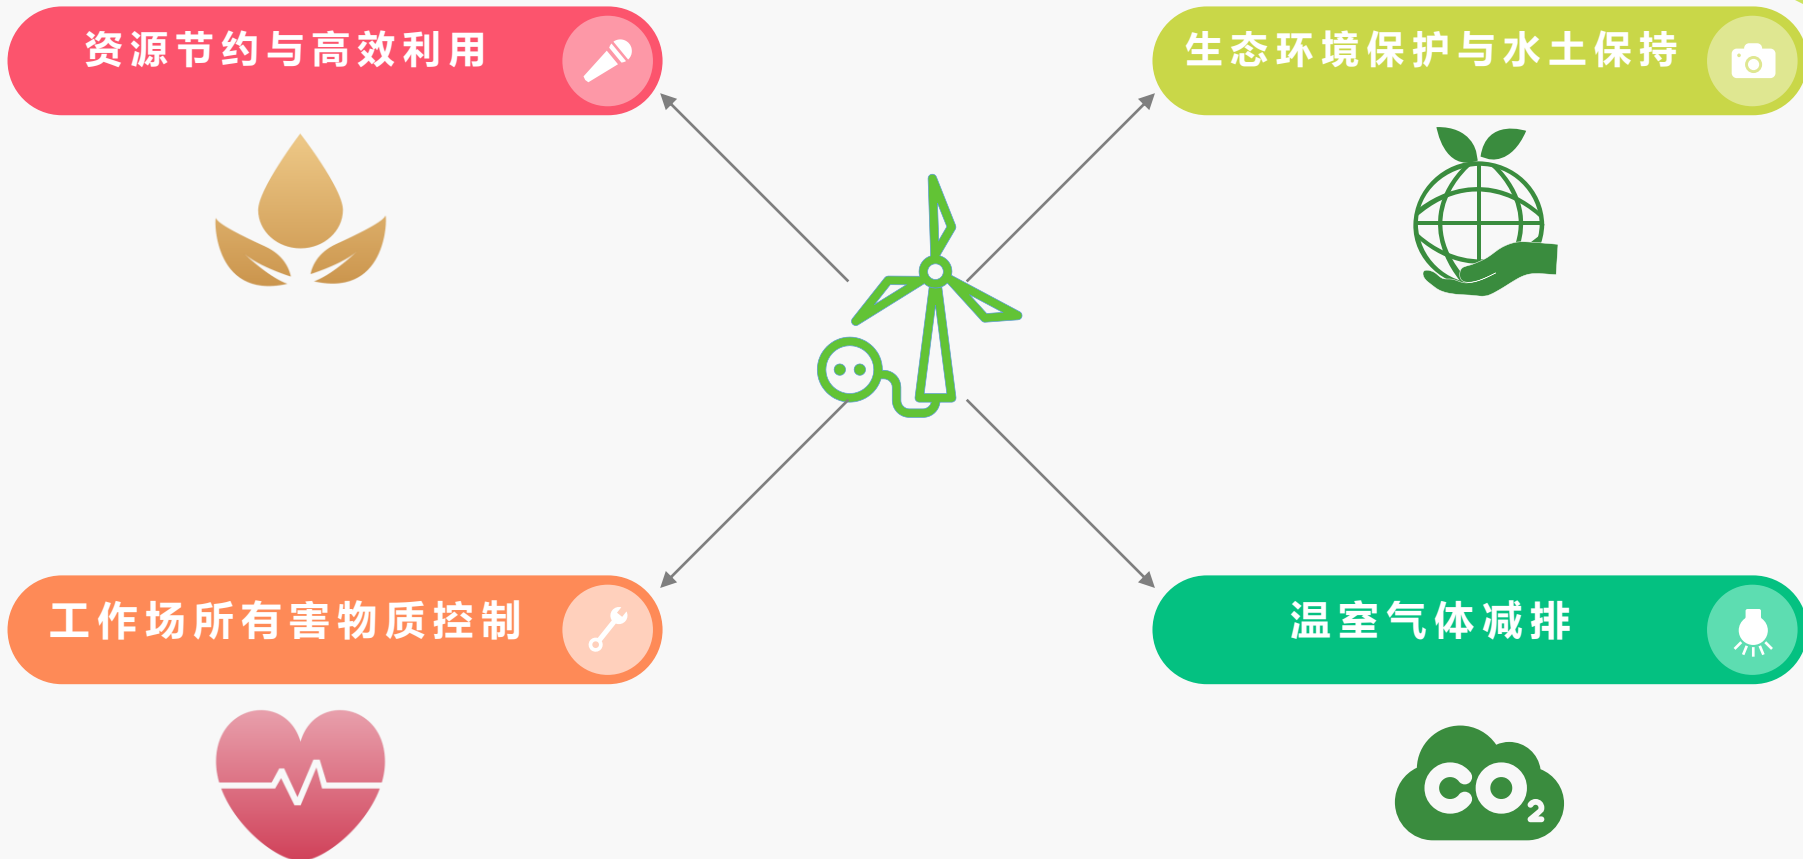 资源节约与高效利用
生态环境保护与水土保持
工作场所有害物质控制
温室气体减排
CO2